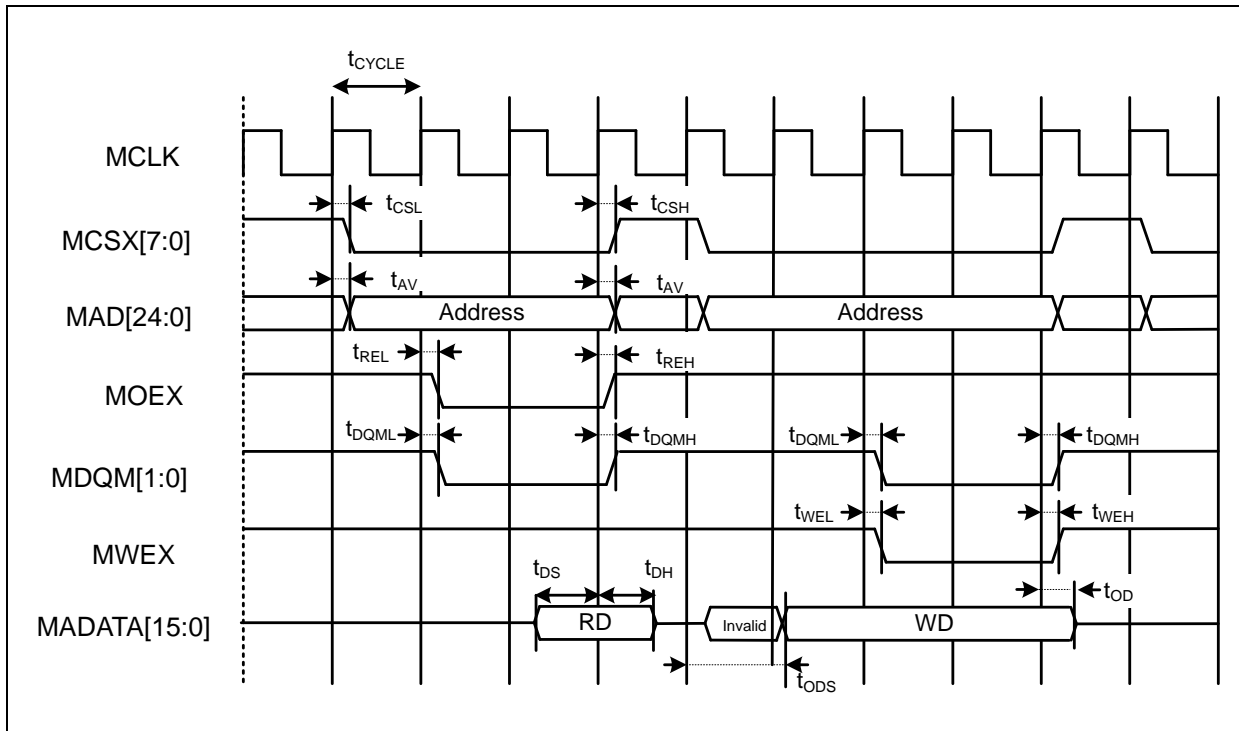 tCYCLE
MCLK
tCSL tCSH
MCSX[7:0]
tAV tAV
MAD[24:0] Address Address
tREL tREH
MOEX
tDQML tDQMH tDQML tDQMH
MDQM[1:0]
tWEL tWEH
MWEX
tDS tDH tOD
MADATA[15:0] RD Invalid WD
tODS